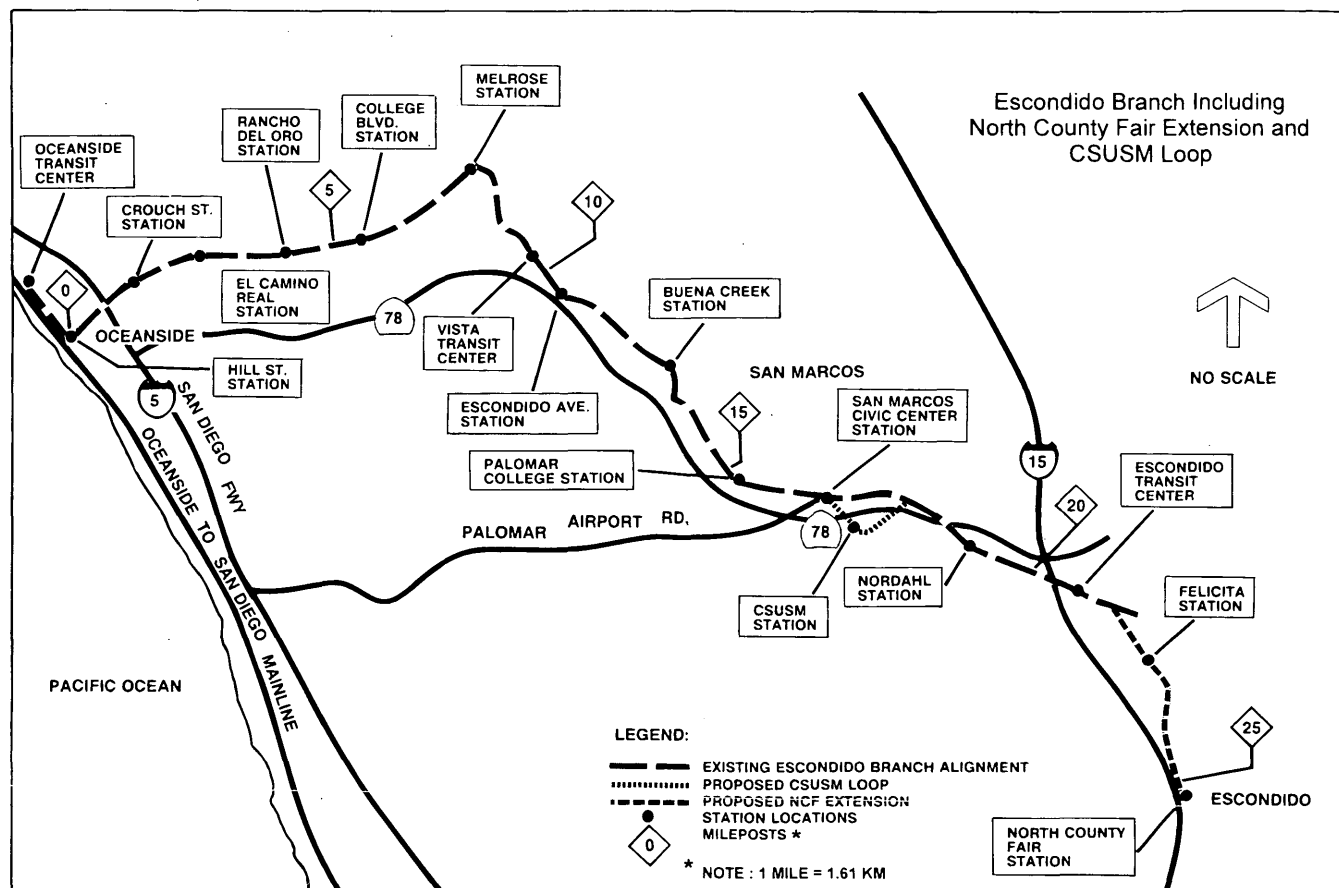 Escondido Branch Including
North County Fair Extension and
CSUSM Loop
MELROSE
STATION
COLLEGE
BLVD.
STATION
RANCHO
DEL ORO
STATION
OCEANSIDE
TRANSIT
CENTER
CROUCH ST.
STATION
5
10
0
EL CAMINO
REAL
STATION
BUENA CREEK
STATION
OCEANSIDE
78
VISTA
TRANSIT
CENTER
HILL ST.
STATION
NO SCALE
SAN MARCOS
5
SAN DIEGO FWY
ESCONDIDO AVE.
STATION
15
SAN MARCOS
CIVIC CENTER
STATION
OCEANSIDE TO SAN DIEGO MAINLINE
PALOMAR
COLLEGE STATION
15
ESCONDIDO
TRANSIT
CENTER
20
PALOMAR AIRPORT RD.
78
NORDAHL
STATION
CSUSM
STATION
FELICITA
STATION
PACIFIC OCEAN
25
LEGEND:
EXISTING ESCONDIDO BRANCH ALIGNMENT
PROPOSED CSUSM LOOP
PROPOSED NCF EXTENSION
STATION LOCATIONS
MILEPOSTS *
0
* NOTE : 1 MILE = 1.61 KM
ESCONDIDO
NORTH COUNTY
FAIR
STATION